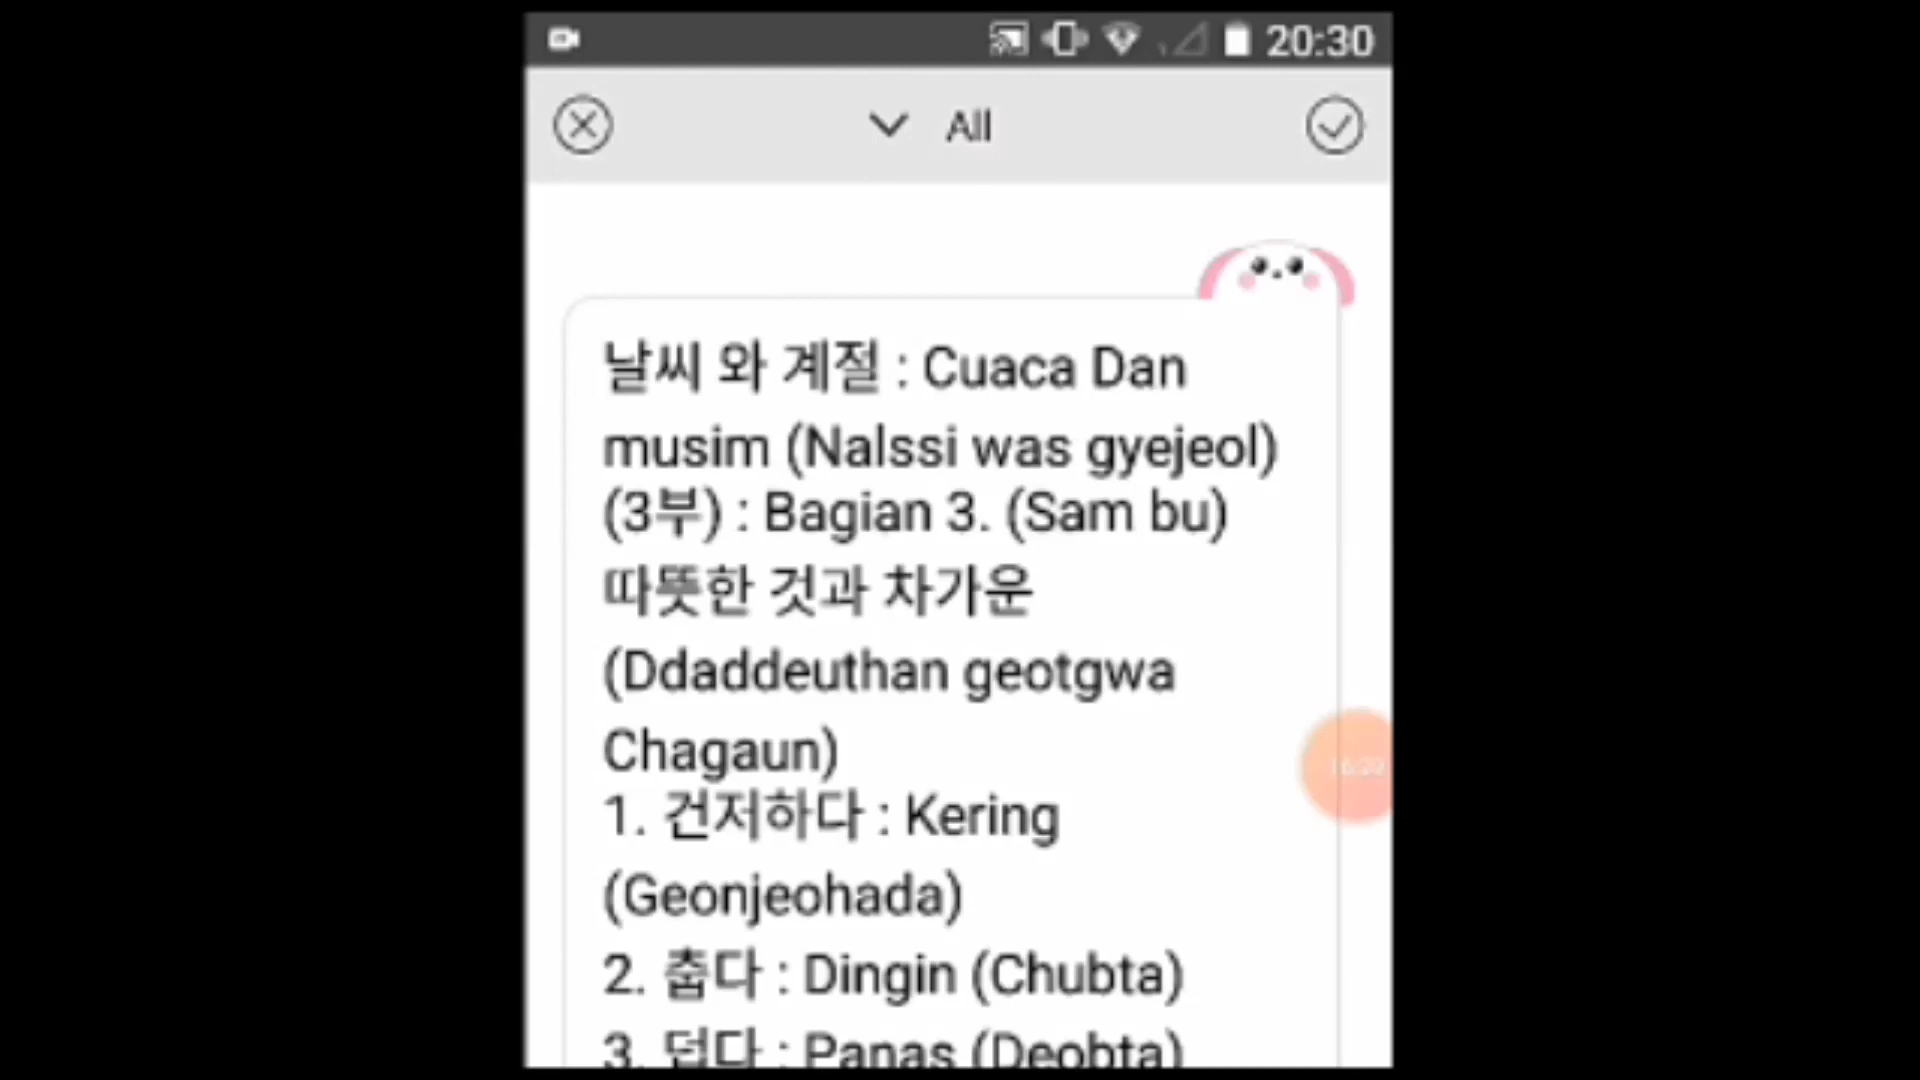 20:30
All
날씨 와 계절 : Cuaca Dan
musim (Nalssi was gyejeol)
(3부) : Bagian 3. (Sam bu)
따뜻한 것과 차가운
(Ddaddeuthan geotgwa
Chagaun)
1. 건저하다 : Kering
(Geonjeohada)
2. 춥다 : Dingin (Chubta)
3. 덥다 : Panas (Deobta)